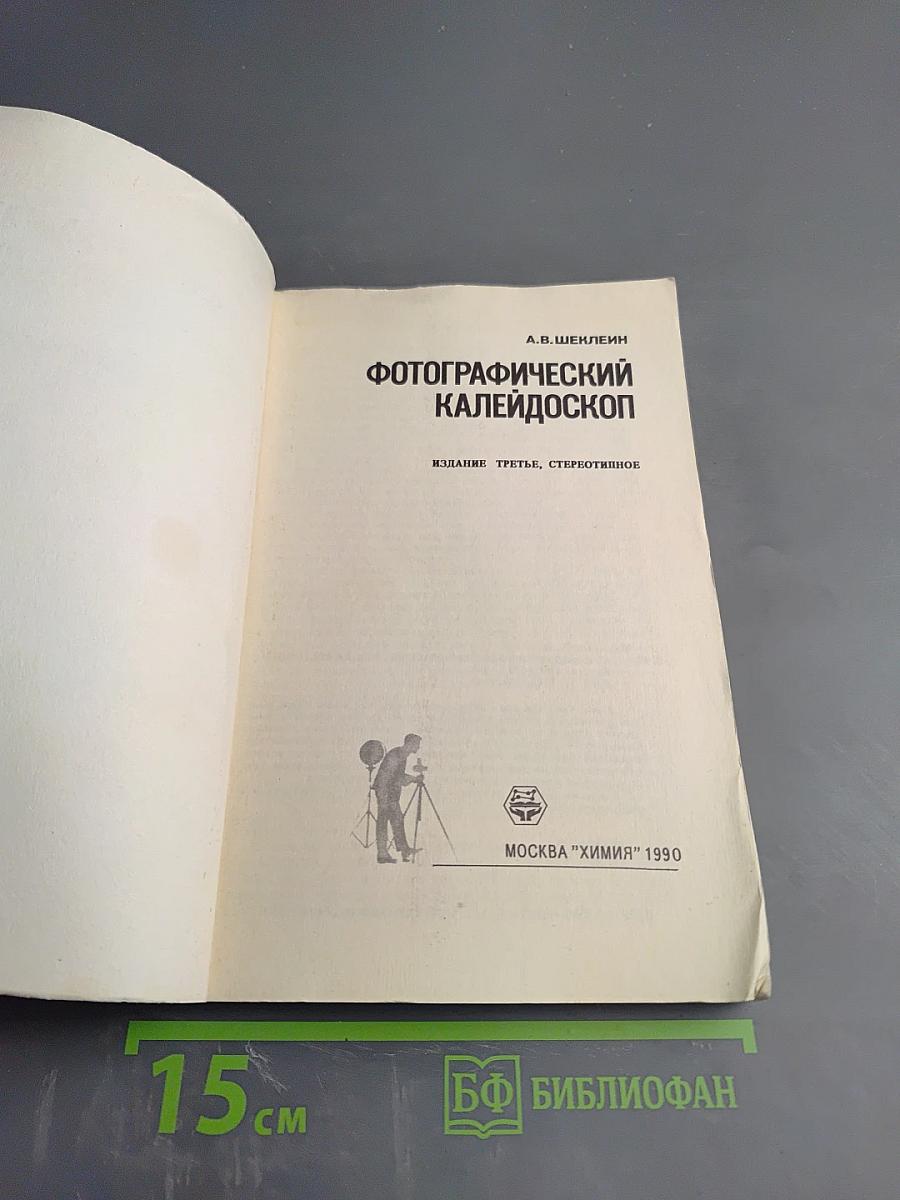 А.В.ШЕКЛЕИН
ФОТОГРАФИЧЕСКИЙ
КАЛЕЙДОСКОП
ИЗДАНИЕ ТРЕТЬЕ, СТЕРЕОТИПНОЕ
МОСКВА "ХИМИЯ" 1990
15 см
БФ БИБЛИОФАН